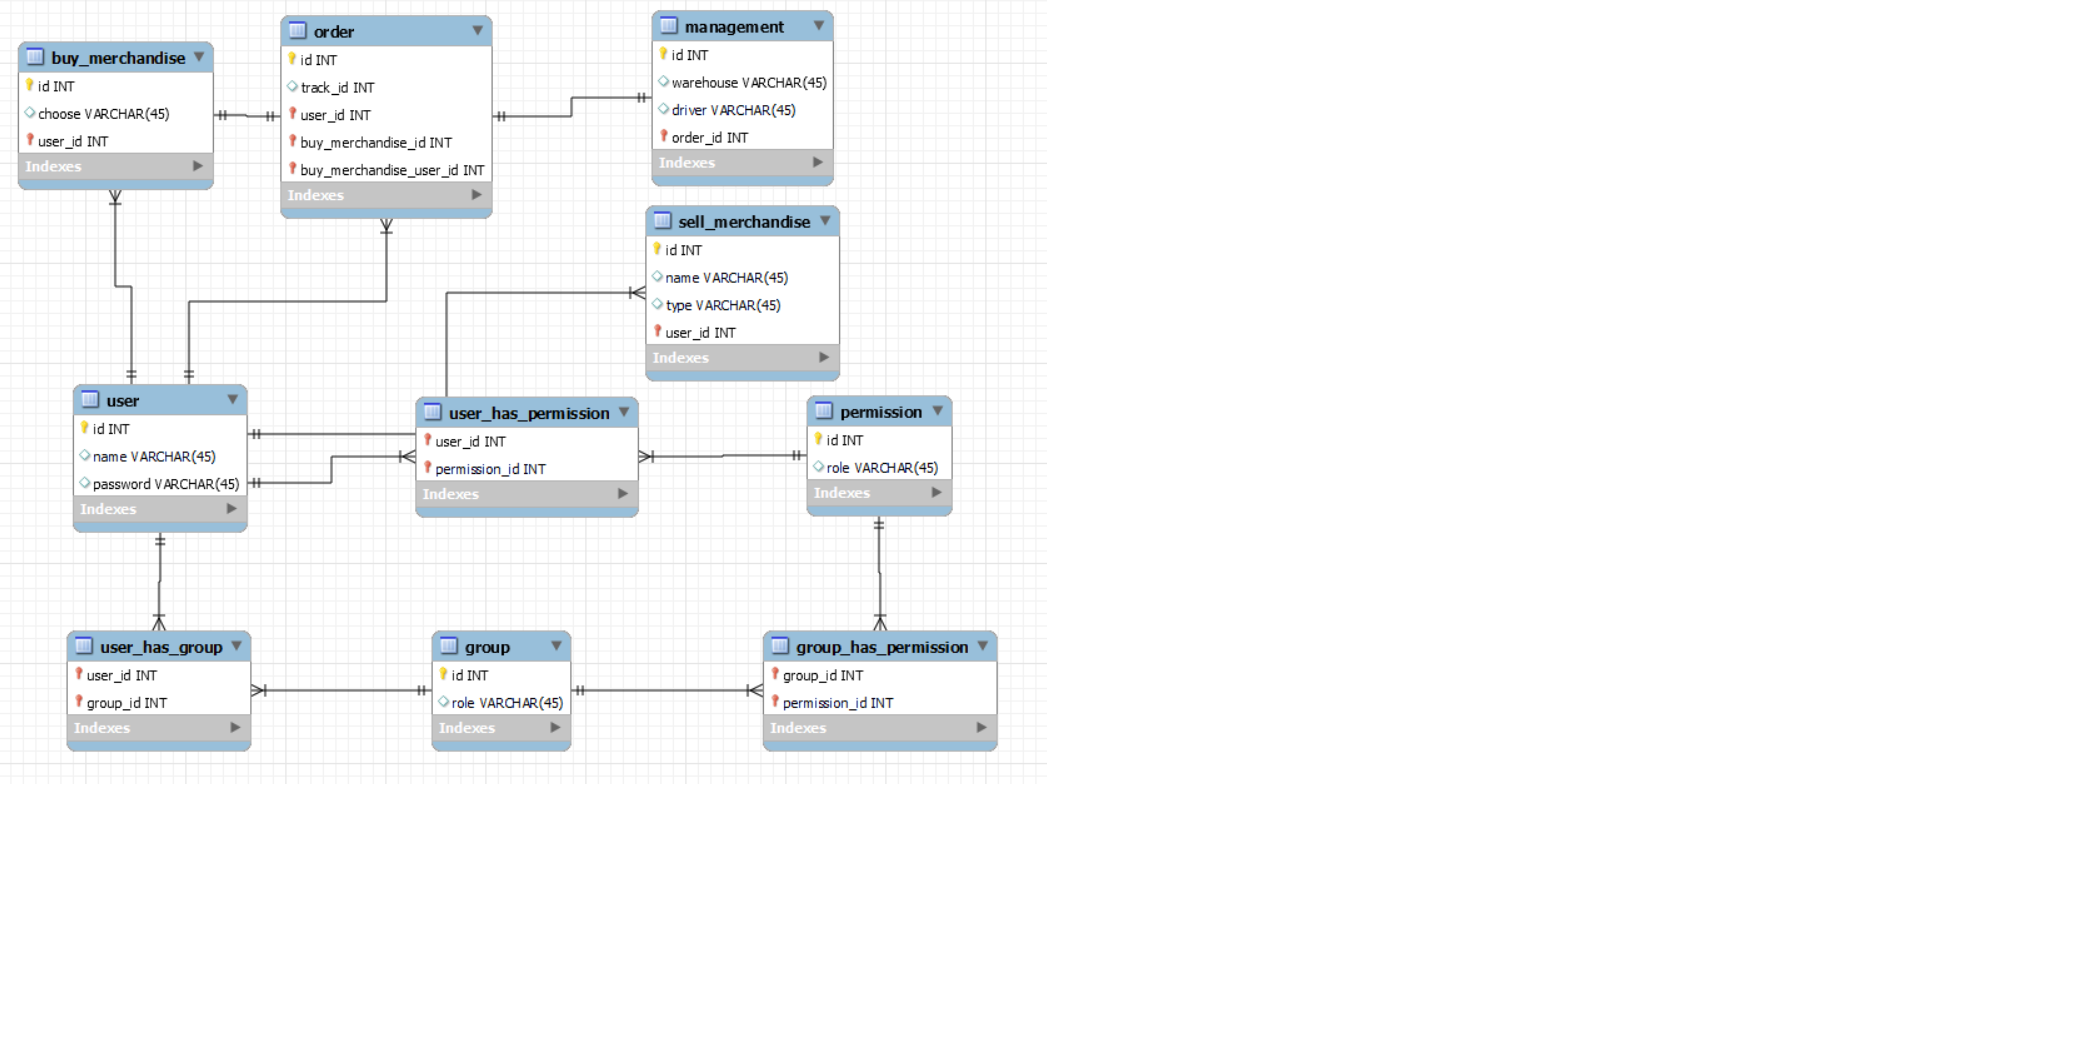 buy_merchandise
id INT
choose VARCHAR(45)
user_id INT
Indexes
order
id INT
track_id INT
user_id INT
buy_merchandise_id INT
buy_merchandise_user_id INT
Indexes
management
id INT
warehouse VARCHAR(45)
driver VARCHAR(45)
order_id INT
Indexes
sell_merchandise
id INT
name VARCHAR(45)
type VARCHAR(45)
user_id INT
Indexes
user
id INT
name VARCHAR(45)
password VARCHAR(45)
Indexes
user_has_permission
user_id INT
permission_id INT
Indexes
permission
id INT
role VARCHAR(45)
Indexes
user_has_group
user_id INT
group_id INT
Indexes
group
id INT
role VARCHAR(45)
Indexes
group_has_permission
group_id INT
permission_id INT
Indexes